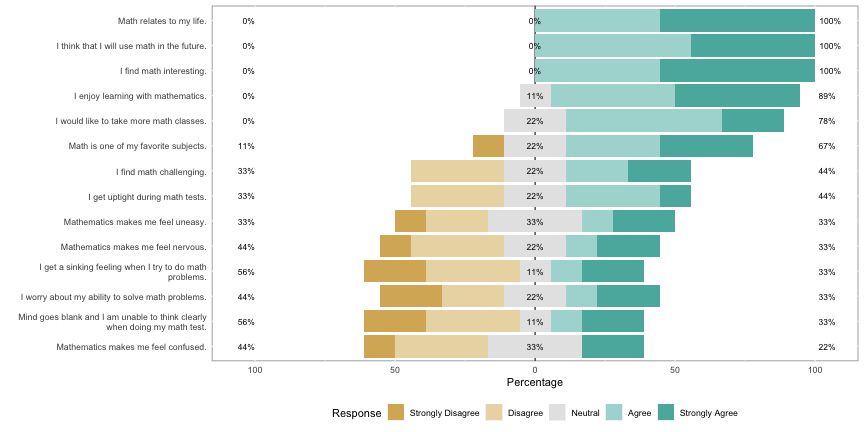 Math relates to my life. 0% 0% 100%
I think that I will use math in the future. 0% 0% 100%
I find math interesting. 0% 0% 100%
I enjoy learning with mathematics. 0% 11% 89%
I would like to take more math classes. 0% 22% 78%
Math is one of my favorite subjects. 11% 22% 67%
I find math challenging. 33% 22% 44%
I get uptight during math tests. 33% 22% 44%
Mathematics makes me feel uneasy. 33% 33% 33%
Mathematics makes me feel nervous. 44% 22% 33%
I get a sinking feeling when I try to do math
problems. 56% 11% 33%
I worry about my ability to solve math problems. 44% 22% 33%
Mind goes blank and I am unable to think clearly
when doing my math test. 56% 11% 33%
Mathematics makes me feel confused. 44% 33% 22%
100 50 0 50 100
Percentage
Response Strongly Disagree Disagree Neutral Agree Strongly Agree